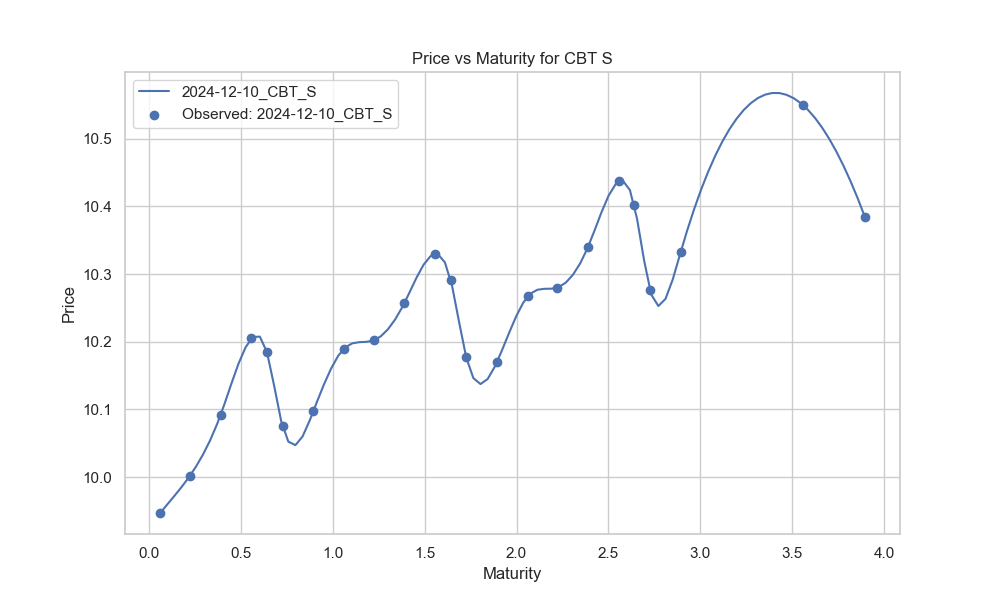 Price vs Maturity for CBT S
2024-12-10_CBT_S
Observed: 2024-12-10_CBT_S
10.5
10.4
10.3
10.2
10.1
10.0
Price
0.0 0.5 1.0 1.5 2.0 2.5 3.0 3.5 4.0
Maturity